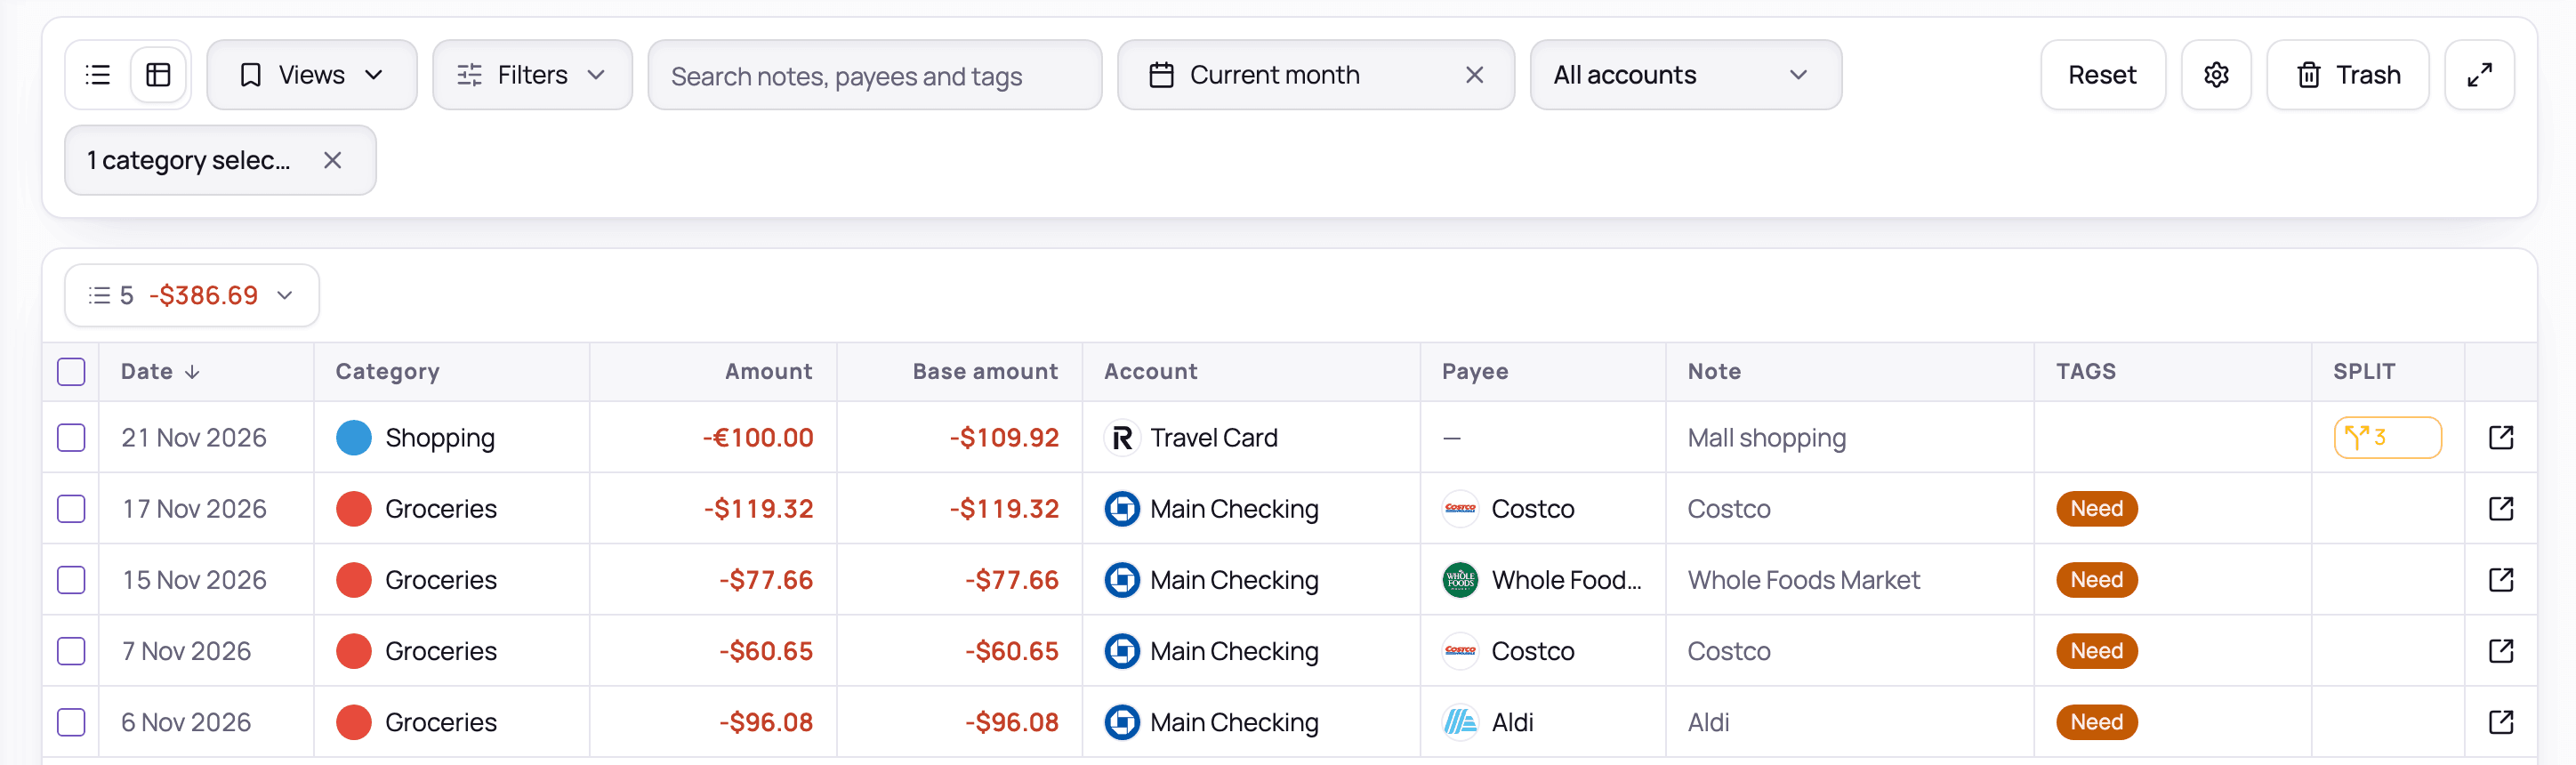 Views Filters Search notes, payees and tags Current month All accounts Reset Trash
1 category selec...
5 -$386.69
Date Category Amount Base amount Account Payee Note TAGS SPLIT
21 Nov 2026 Shopping -€100.00 -$109.92 Travel Card — Mall shopping 3
17 Nov 2026 Groceries -$119.32 -$119.32 Main Checking COSTCO Costco Costco Need
15 Nov 2026 Groceries -$77.66 -$77.66 Main Checking WHOLE FOODS Whole Food... Whole Foods Market Need
7 Nov 2026 Groceries -$60.65 -$60.65 Main Checking COSTCO Costco Costco Need
6 Nov 2026 Groceries -$96.08 -$96.08 Main Checking Aldi Aldi Need